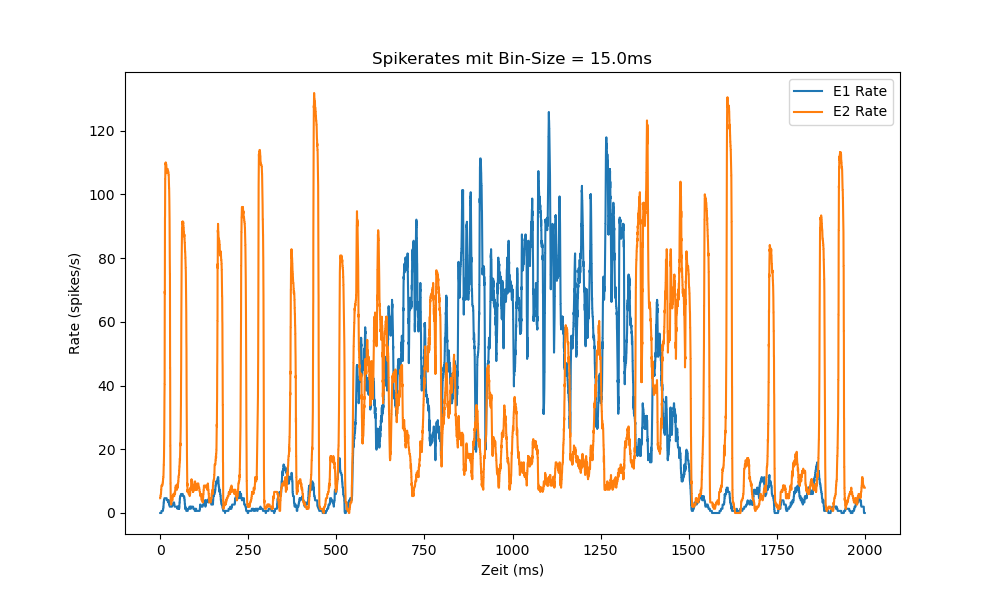 Spikerates mit Bin-Size = 15.0ms
E1 Rate
E2 Rate
Rate (spikes/s)
120
100
80
60
40
20
0
0 250 500 750 1000 1250 1500 1750 2000
Zeit (ms)